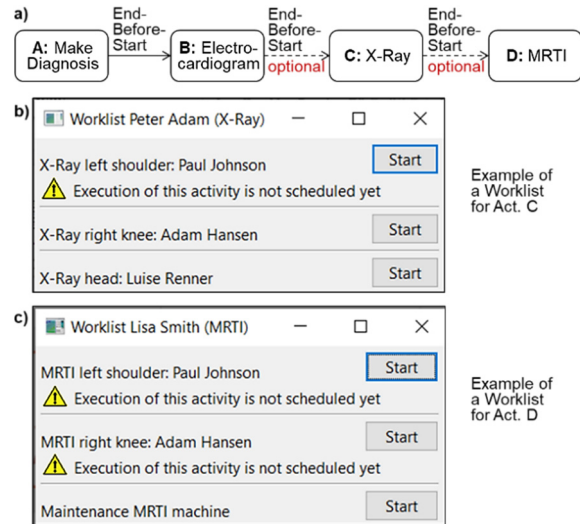 a)
End-
Before-
Start
End-
Before-
Start
optional
End-
Before-
Start
optional
A: Make
Diagnosis
B: Electro-
cardiogram
C: X-Ray
D: MRTI
b)
Worklist Peter Adam (X-Ray)
X-Ray left shoulder: Paul Johnson
Start
Execution of this activity is not scheduled yet
X-Ray right knee: Adam Hansen
Start
X-Ray head: Luise Renner
Start
Example of
a Worklist
for Act. C
c)
Worklist Lisa Smith (MRTI)
MRTI left shoulder: Paul Johnson
Start
Execution of this activity is not scheduled yet
MRTI right knee: Adam Hansen
Start
Execution of this activity is not scheduled yet
Maintenance MRTI machine
Start
Example of
a Worklist
for Act. D